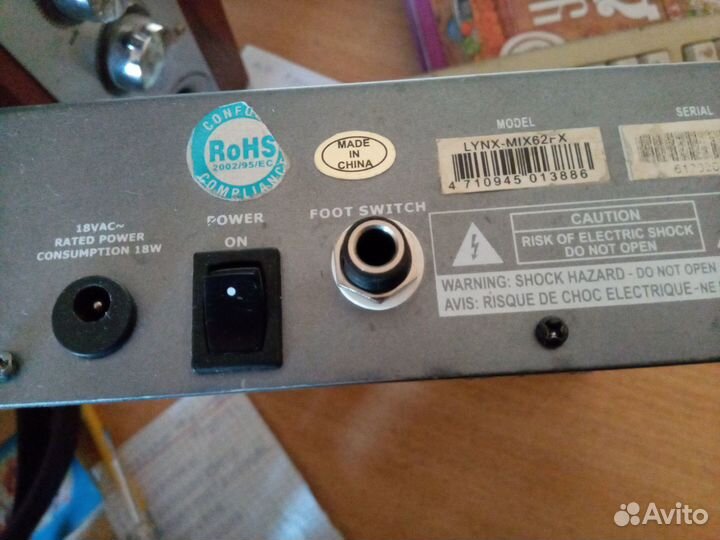 CONFO
RoHS
2002/95/EC
COMPLIANC
MADE
IN
CHINA
MODEL
LYNX-MIX62FX
4 710945 013886
SERIAL
18VAC~
RATED POWER
CONSUMPTION 18W
POWER
ON
FOOT SWITCH
CAUTION
RISK OF ELECTRIC SHOCK
DO NOT OPEN
WARNING: SHOCK HAZARD - DO NOT OPEN
AVIS: RISQUE DE CHOC ELECTRIQUE - NE
Avito